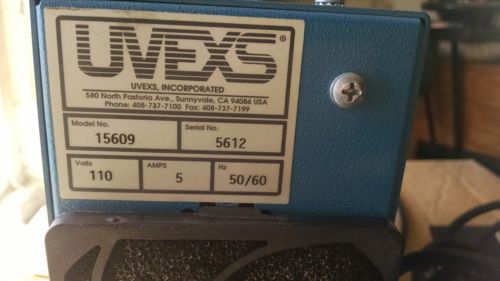 UVEXS®
UVEXS, INCORPORATED
580 North Pastoria Ave., Sunnyvale, CA 94086 USA
Phone: 408-737-7100 Fax: 408-737-7199
Model No. Serial No.
15609 5612
Volts AMPS Hz
110 5 50/60